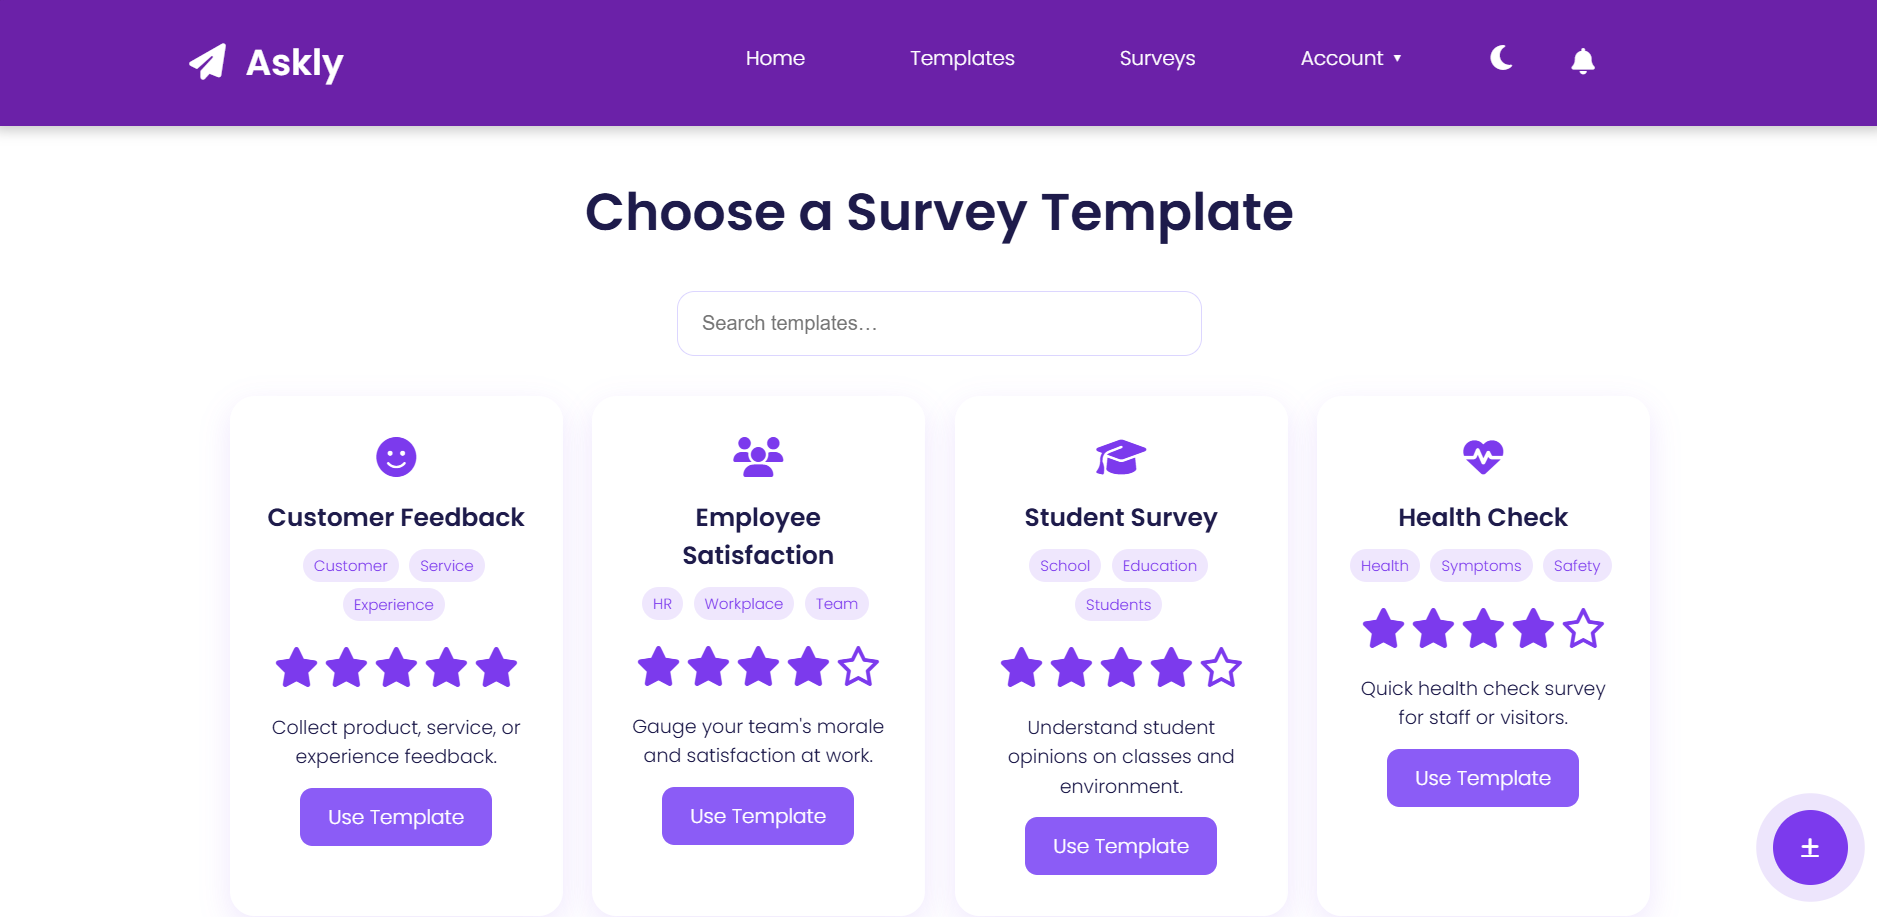 Askly
Home
Templates
Surveys
Account ▼
Choose a Survey Template
Search templates...
Customer Feedback
Customer
Service
Experience
Collect product, service, or
experience feedback.
Use Template
Employee
Satisfaction
HR
Workplace
Team
Gauge your team's morale
and satisfaction at work.
Use Template
Student Survey
School
Education
Students
Understand student
opinions on classes and
environment.
Use Template
Health Check
Health
Symptoms
Safety
Quick health check survey
for staff or visitors.
Use Template
±